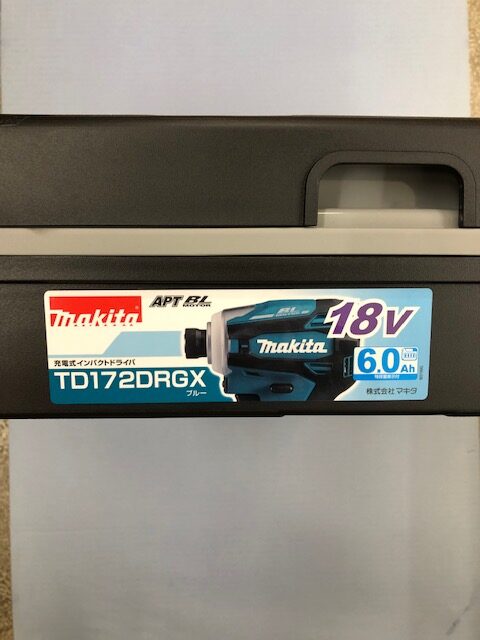 makita
APT BL
MOTOR
BL
18V
makita
充電式インパクトドライバ
6.0Ah
TD172DRGX
ブルー
株式会社 マキタ